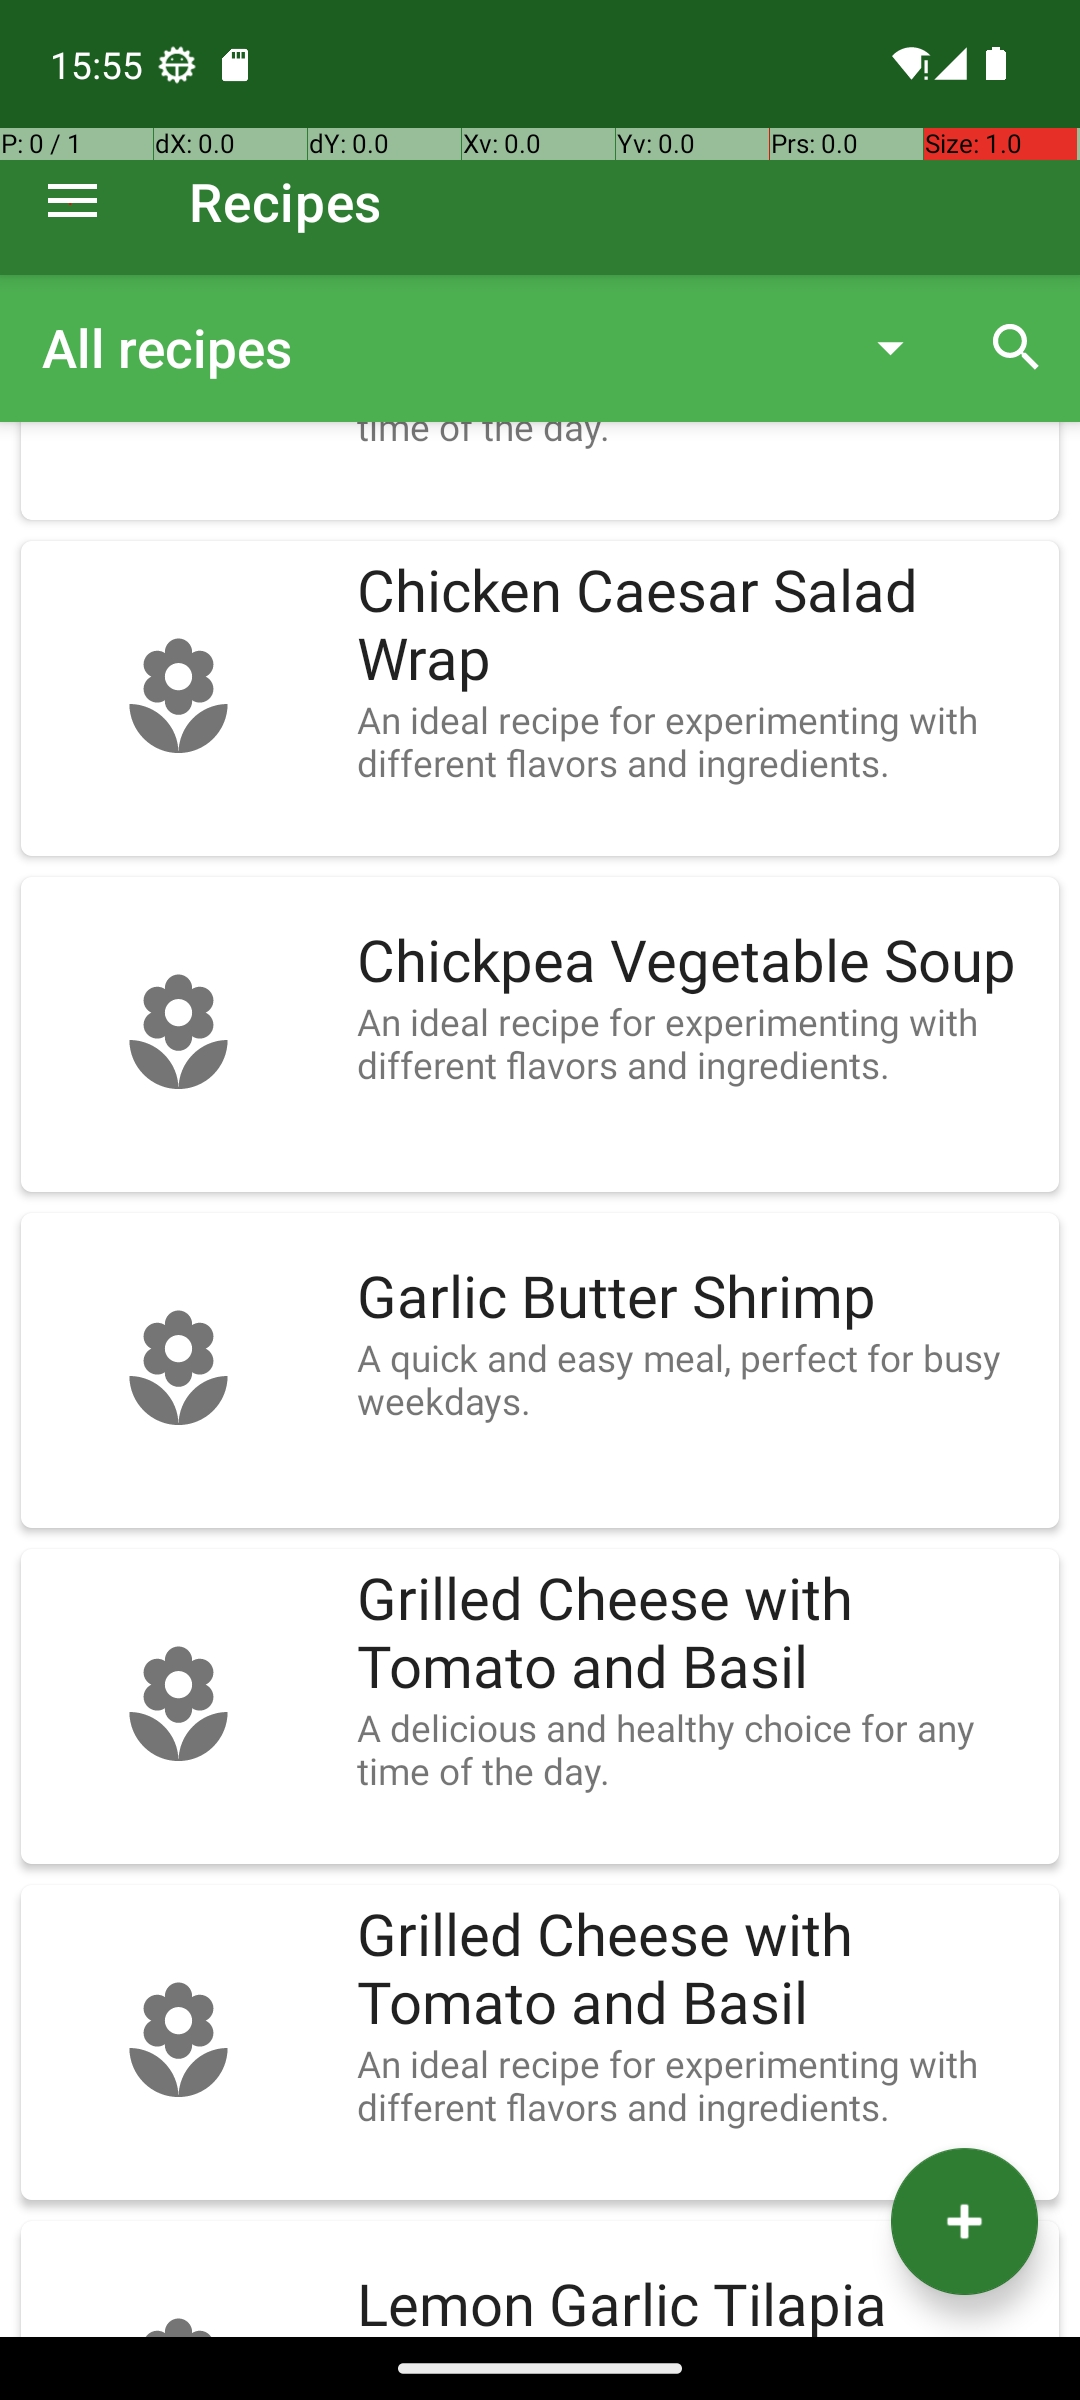 15:55
P: 0 / 1 dX: 0.0 dY: 0.0 Xv: 0.0 Yv: 0.0 Prs: 0.0 Size: 1.0
Recipes
All recipes
time of the day.
Chicken Caesar Salad
Wrap
An ideal recipe for experimenting with
different flavors and ingredients.
Chickpea Vegetable Soup
An ideal recipe for experimenting with
different flavors and ingredients.
Garlic Butter Shrimp
A quick and easy meal, perfect for busy
weekdays.
Grilled Cheese with
Tomato and Basil
A delicious and healthy choice for any
time of the day.
Grilled Cheese with
Tomato and Basil
An ideal recipe for experimenting with
different flavors and ingredients.
Lemon Garlic Tilapia